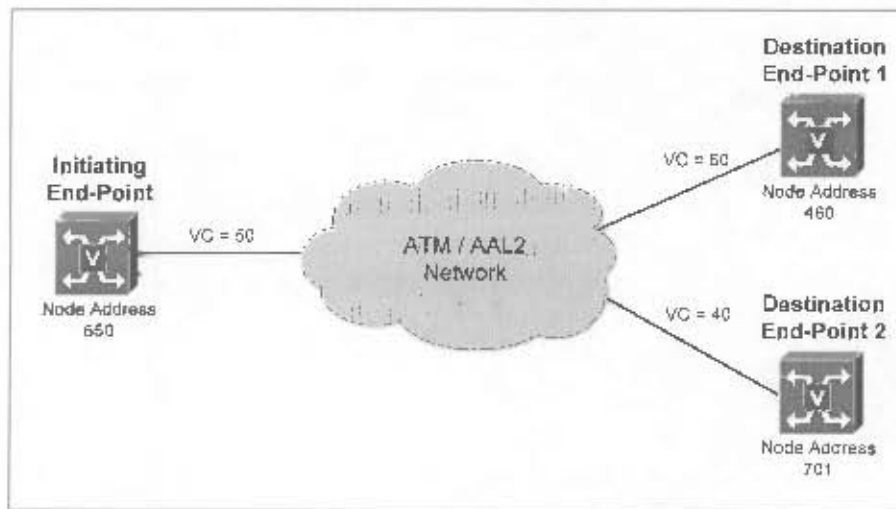 Initiating
End-Point
V
Node Address
650
VC = 50
ATM / AAL2
Network
Destination
End-Point 1
V
VC = 60
Node Address
460
VC = 40
Destination
End-Point 2
V
Node Address
701